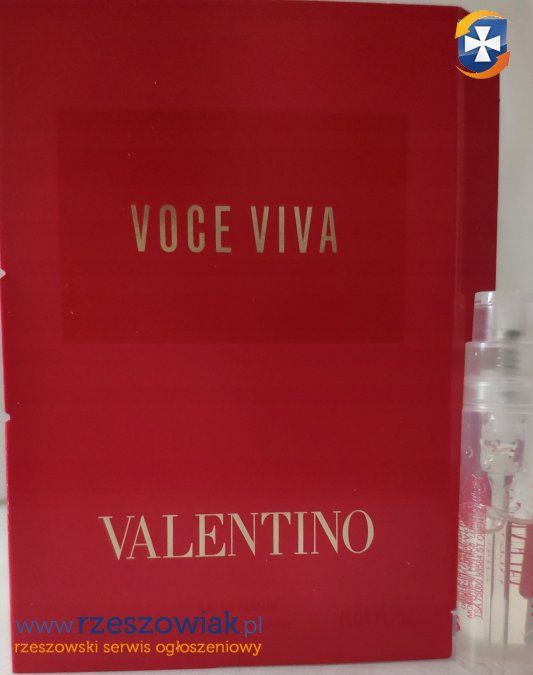 VOCE VIVA
VALENTINO
www.rzeszowiak.pl
rzeszowski serwis ogłoszeniowy